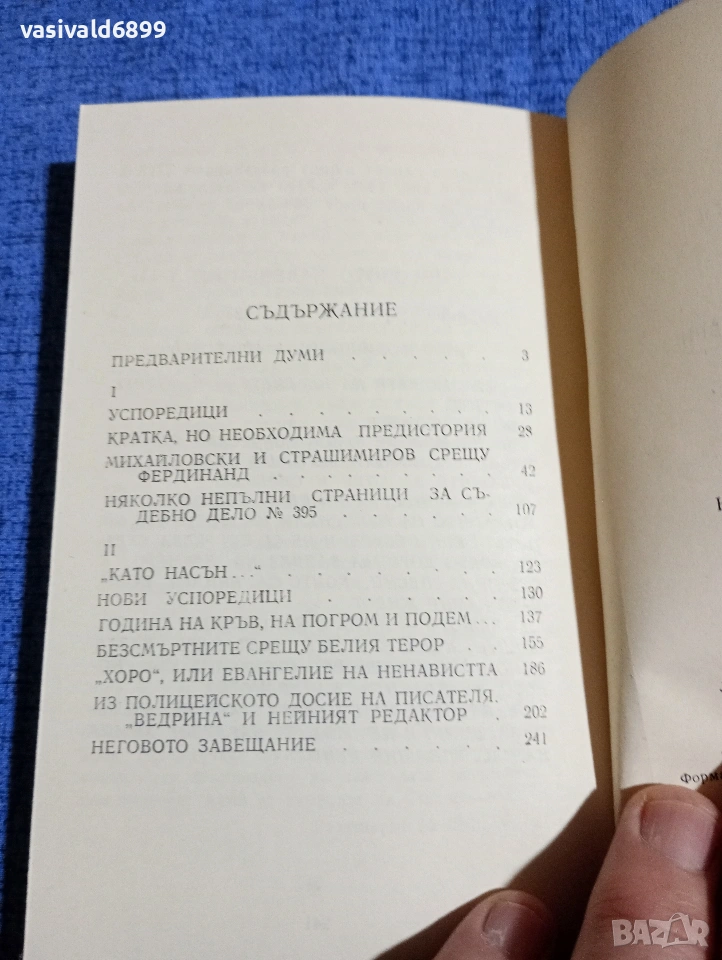 vasivald6899
СЪДЪРЖАНИЕ
ПРЕДВАРИТЕЛНИ ДУМИ . . . . . 3
I
УСПОРЕДИЦИ . . . . . . . . 13
КРАТКА, НО НЕОБХОДИМА ПРЕДИСТОРИЯ 28
МИХАЙЛОВСКИ И СТРАШИМИРОВ СРЕЩУ
ФЕРДИНАНД . . . . . . . 42
НЯКОЛКО НЕПЪЛНИ СТРАНИЦИ ЗА СЪ-
ДЕБНО ДЕЛО № 395 . . . . . 107
II
„КАТО НАСЪН...“ . . . . . . 123
НОВИ УСПОРЕДИЦИ . . . . . . 130
ГОДИНА НА КРЪВ, НА ПОГРОМ И ПОДЕМ... 137
БЕЗСМЪРТНИТЕ СРЕЩУ БЕЛИЯ ТЕРОР . . 155
„ХОРО“, ИЛИ ЕВАНГЕЛИЕ НА НЕНАВИСТТА 186
ИЗ ПОЛИЦЕЙСКОТО ДОСИЕ НА ПИСАТЕЛЯ.
„ВЕДРИНА“ И НЕЙНИЯТ РЕДАКТОР . 202
НЕГОВОТО ЗАВЕЩАНИЕ . . . . . 241
Форма
BAZAR